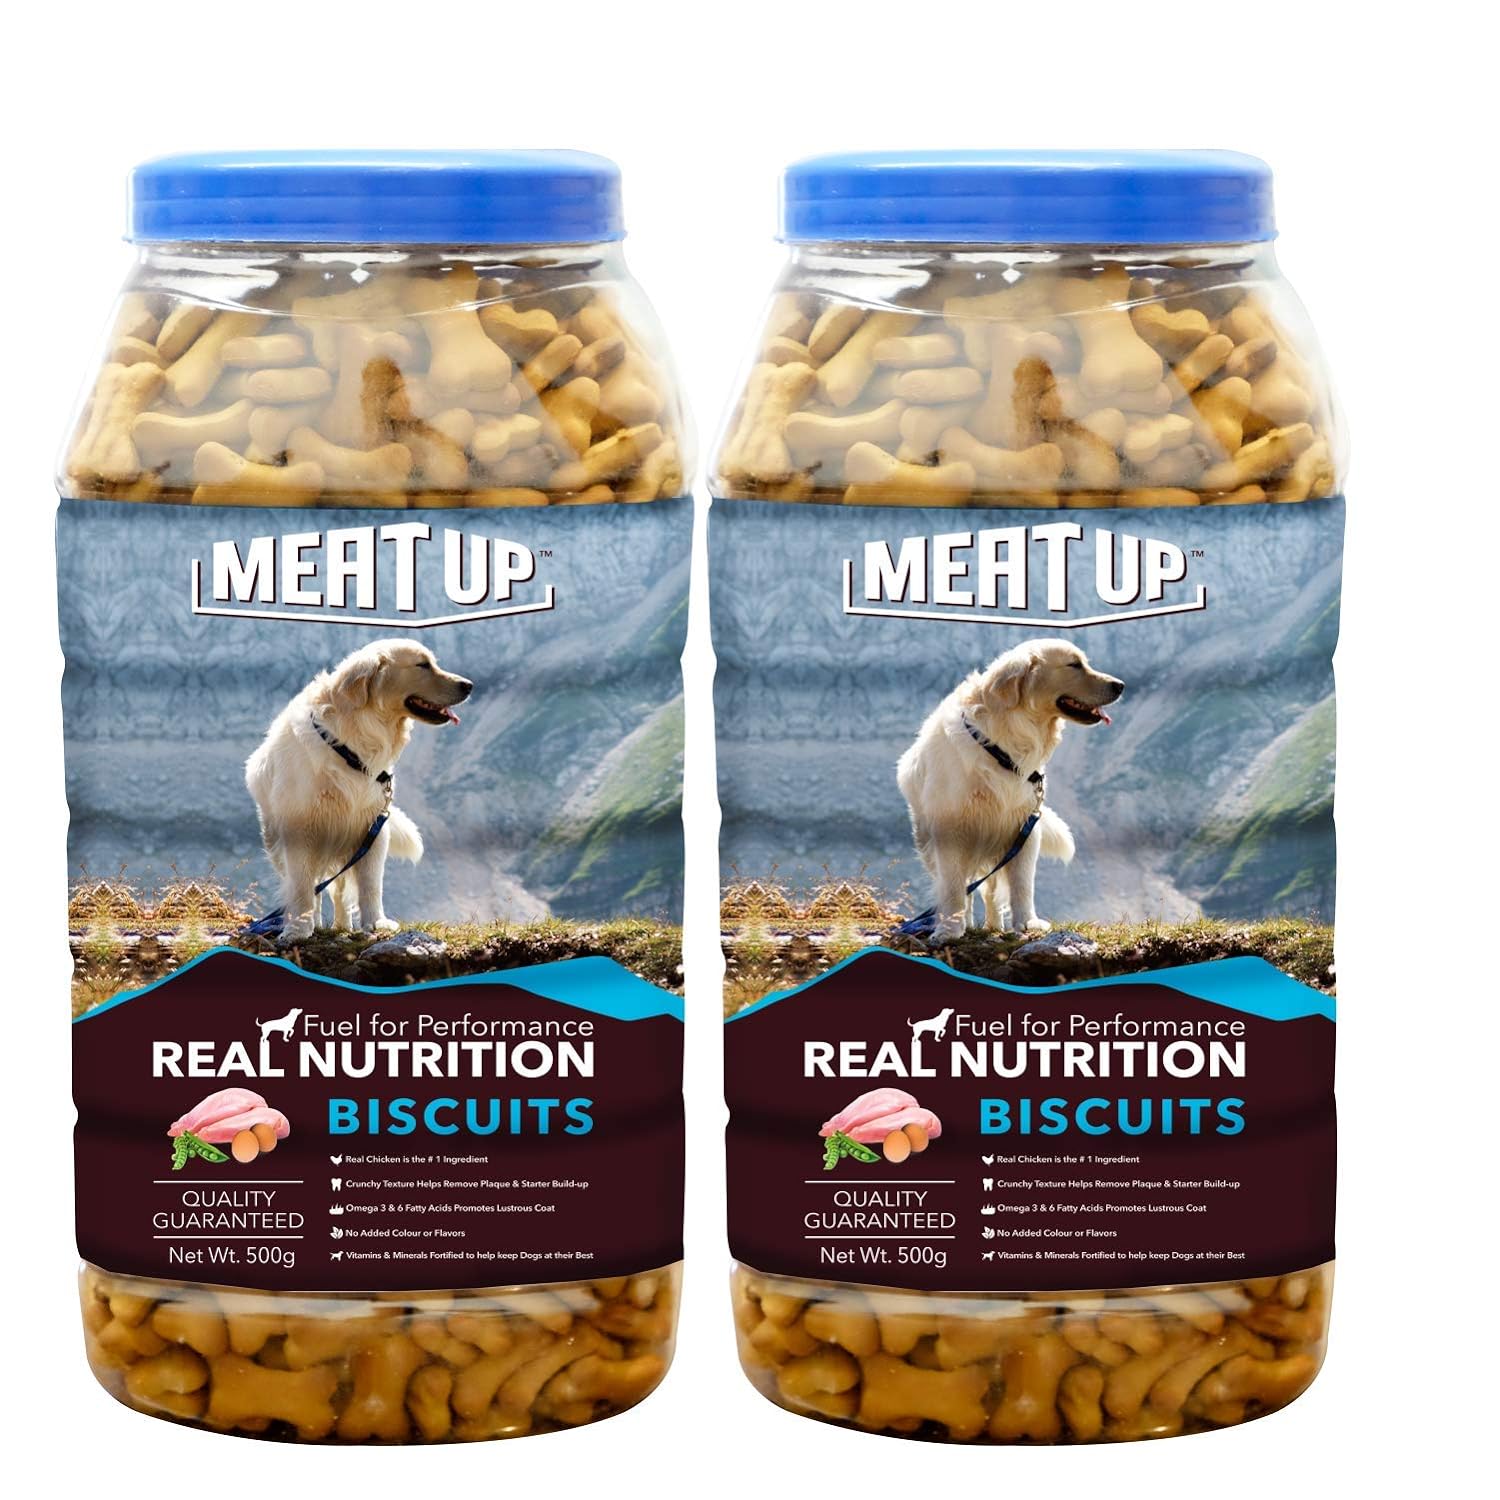 MEAT UP™
Fuel for Performance
REAL NUTRITION
BISCUITS
Real Chicken is the # 1 Ingredient
Crunchy Texture Helps Remove Plaque & Starter Build-up
Omega 3 & 6 Fatty Acids Promotes Lustrous Coat
No Added Colour or Flavors
Vitamins & Minerals Fortified to help keep Dogs at their Best
QUALITY
GUARANTEED
Net Wt. 500g
MEAT UP™
Fuel for Performance
REAL NUTRITION
BISCUITS
Real Chicken is the # 1 Ingredient
Crunchy Texture Helps Remove Plaque & Starter Build-up
Omega 3 & 6 Fatty Acids Promotes Lustrous Coat
No Added Colour or Flavors
Vitamins & Minerals Fortified to help keep Dogs at their Best
QUALITY
GUARANTEED
Net Wt. 500g